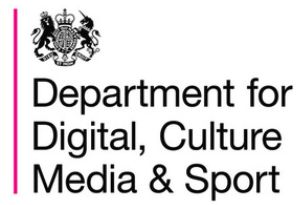 Department for
Digital, Culture
Media & Sport